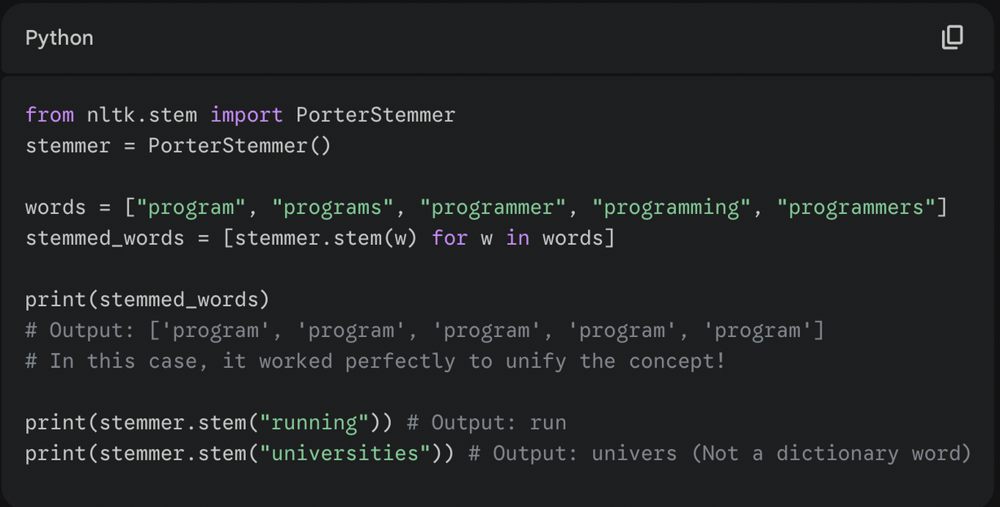 Python
from nltk.stem import PorterStemmer
stemmer = PorterStemmer()
words = ["program", "programs", "programmer", "programming", "programmers"]
stemmed_words = [stemmer.stem(w) for w in words]
print(stemmed_words)
# Output: ['program', 'program', 'program', 'program', 'program']
# In this case, it worked perfectly to unify the concept!
print(stemmer.stem("running")) # Output: run
print(stemmer.stem("universities")) # Output: univers (Not a dictionary word)